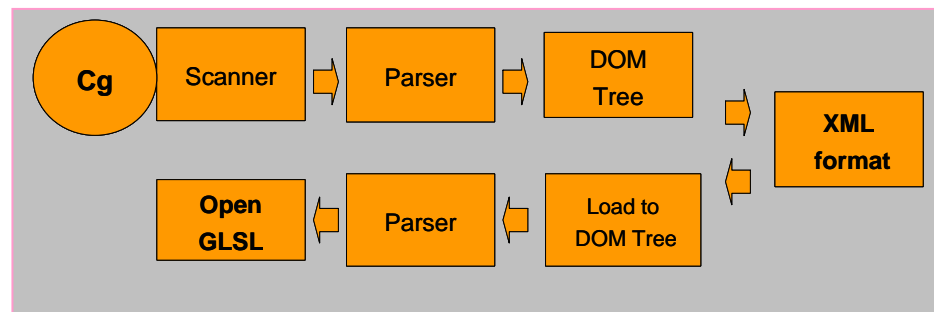 Cg
Scanner
Parser
DOM
Tree
XML
format
Open
GLSL
Parser
Load to
DOM Tree